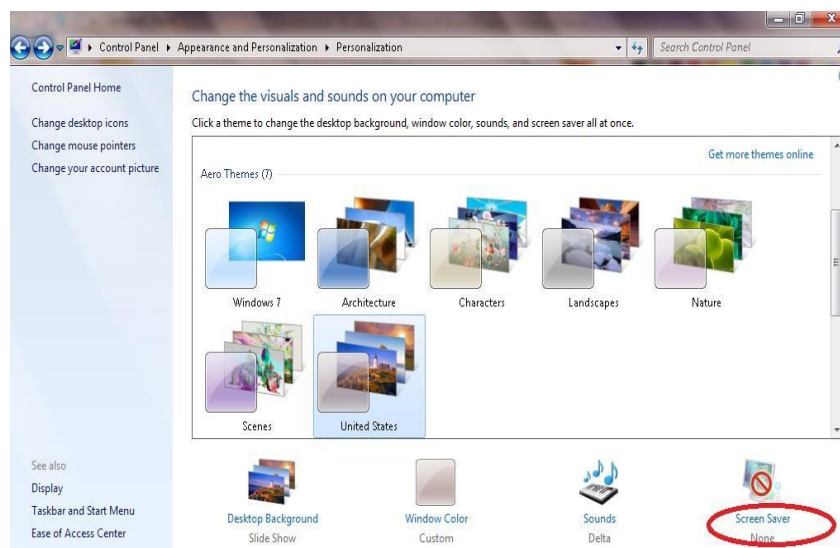 Control Panel ▸ Appearance and Personalization ▸ Personalization
Search Control Panel
Control Panel Home
Change desktop icons
Change mouse pointers
Change your account picture
Change the visuals and sounds on your computer
Click a theme to change the desktop background, window color, sounds, and screen saver all at once.
Get more themes online
Aero Themes (7)
Windows 7
Architecture
Characters
Landscapes
Nature
Scenes
United States
See also
Display
Taskbar and Start Menu
Ease of Access Center
Desktop Background
Slide Show
Window Color
Custom
Sounds
Delta
Screen Saver
None